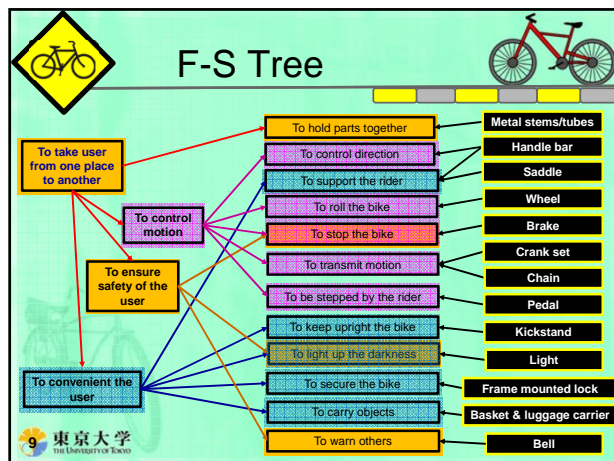 F-S Tree
To take user
from one place
to another
To control
motion
To ensure
safety of the
user
To convenient the
user
To hold parts together
To control direction
To support the rider
To roll the bike
To stop the bike
To transmit motion
To be stepped by the rider
To keep upright the bike
To light up the darkness
To secure the bike
To carry objects
To warn others
Metal stems/tubes
Handle bar
Saddle
Wheel
Brake
Crank set
Chain
Pedal
Kickstand
Light
Frame mounted lock
Basket & luggage carrier
Bell
9
東京大学
THE UNIVERSITY OF TOKYO